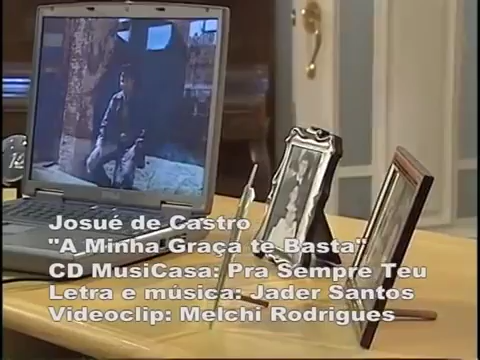 Josué de Castro
"A Minha Graça te Basta"
CD MusiCasa: Pra Sempre Teu
Letra e música: Jader Santos
Videoclip: Melchi Rodrigues